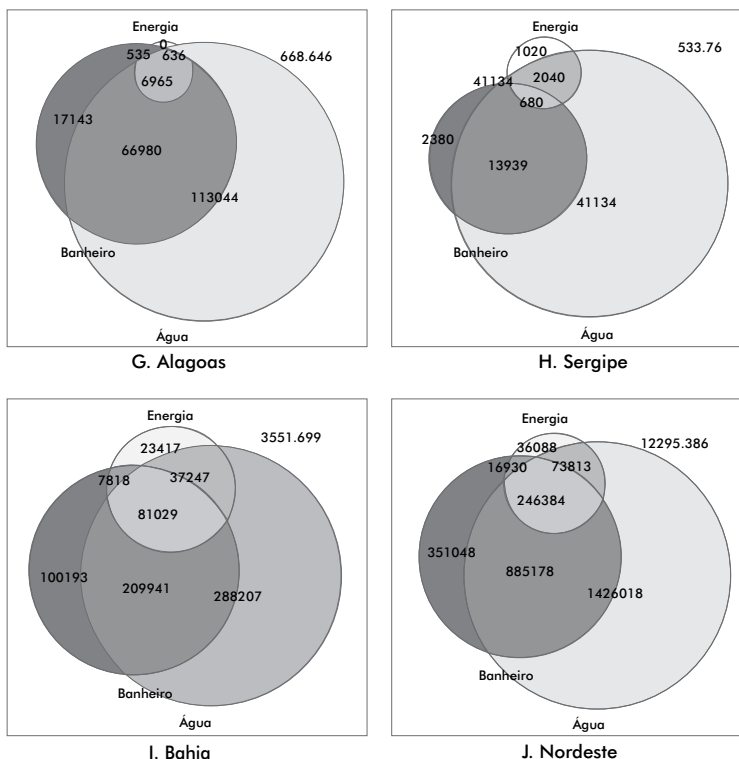 Energia
0
535 636
668.646
6965
17143
66980
113044
Banheiro
Água
G. Alagoas
Energia
1020
533.76
41134
2040
680
2380
13939
41134
Banheiro
Água
H. Sergipe
Energia
23417
3551.699
7818
37247
81029
100193
209941
288207
Banheiro
Água
I. Bahia
Energia
36088
12295.386
16930
73813
246384
351048
885178
1426018
Banheiro
Água
J. Nordeste